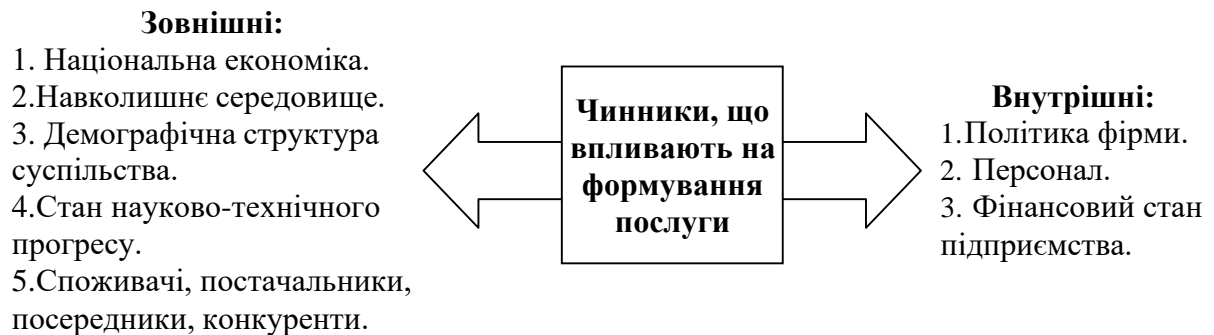 Зовнішні:
1. Національна економіка.
2.Навколишнє середовище.
3. Демографічна структура
суспільства.
4.Стан науково-технічного
прогресу.
5.Споживачі, постачальники,
посередники, конкуренти.
Чинники, що
впливають на
формування
послуги
Внутрішні:
1.Політика фірми.
2. Персонал.
3. Фінансовий стан
підприємства.